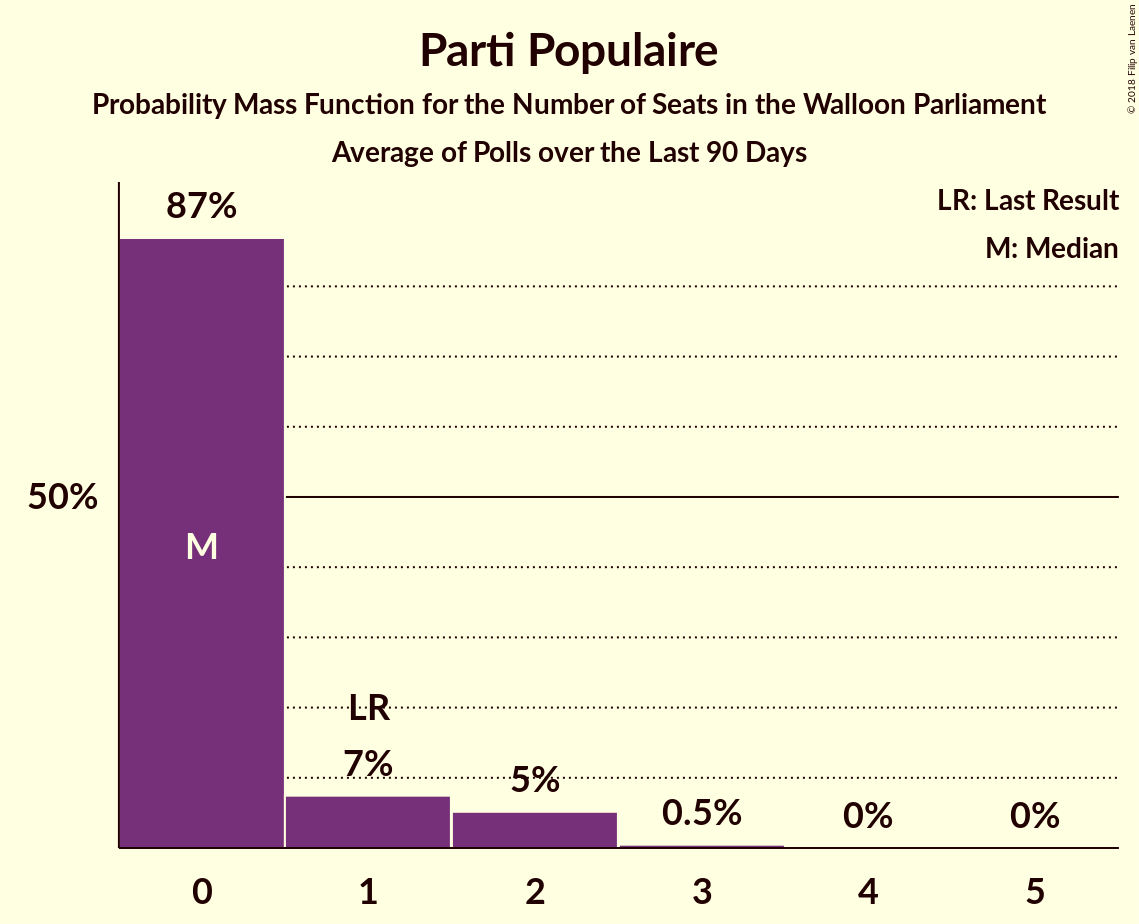 Parti Populaire
Probability Mass Function for the Number of Seats in the Walloon Parliament
Average of Polls over the Last 90 Days
© 2018 Filip van Laenen
LR: Last Result
M: Median
87%
50%
M
LR
7%
5%
0.5%
0%
0%
0
1
2
3
4
5